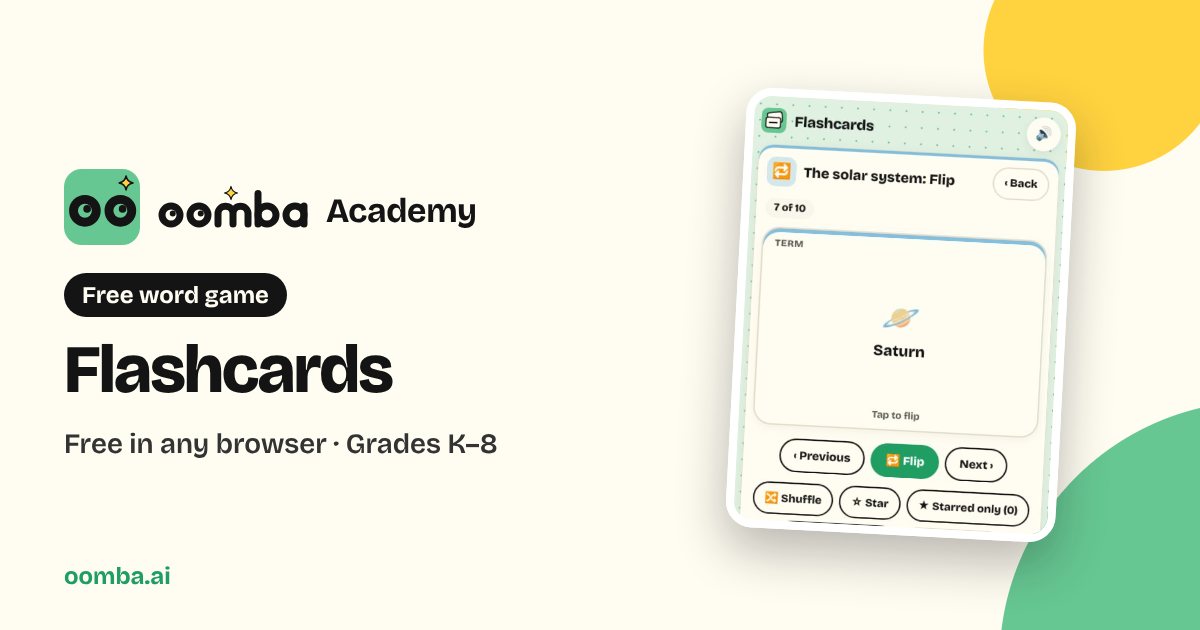 oomba Academy
Free word game
Flashcards
Free in any browser · Grades K–8
oomba.ai
Flashcards
The solar system: Flip
‹ Back
7 of 10
TERM
Saturn
Tap to flip
‹ Previous
Flip
Next ›
Shuffle
☆ Star
★ Starred only (0)